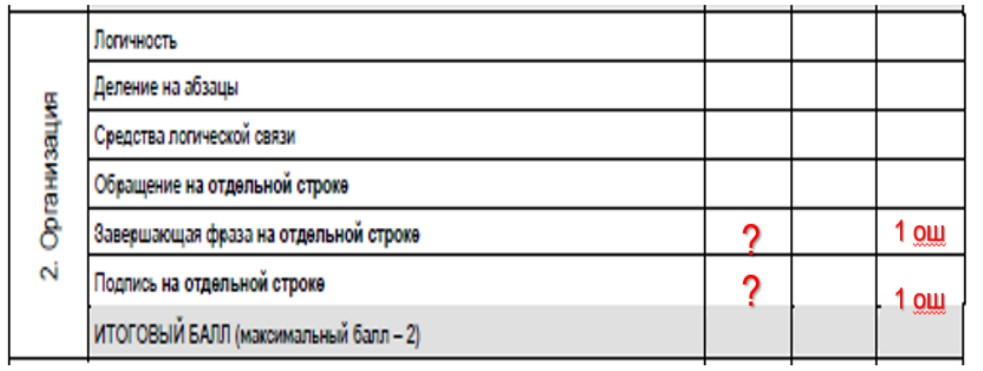 2. Организация
Логичность
Деление на абзацы
Средства логической связи
Обращение на отдельной строке
Завершающая фраза на отдельной строке ? 1 ош
Подпись на отдельной строке ? 1 ош
ИТОГОВЫЙ БАЛЛ (максимальный балл – 2)